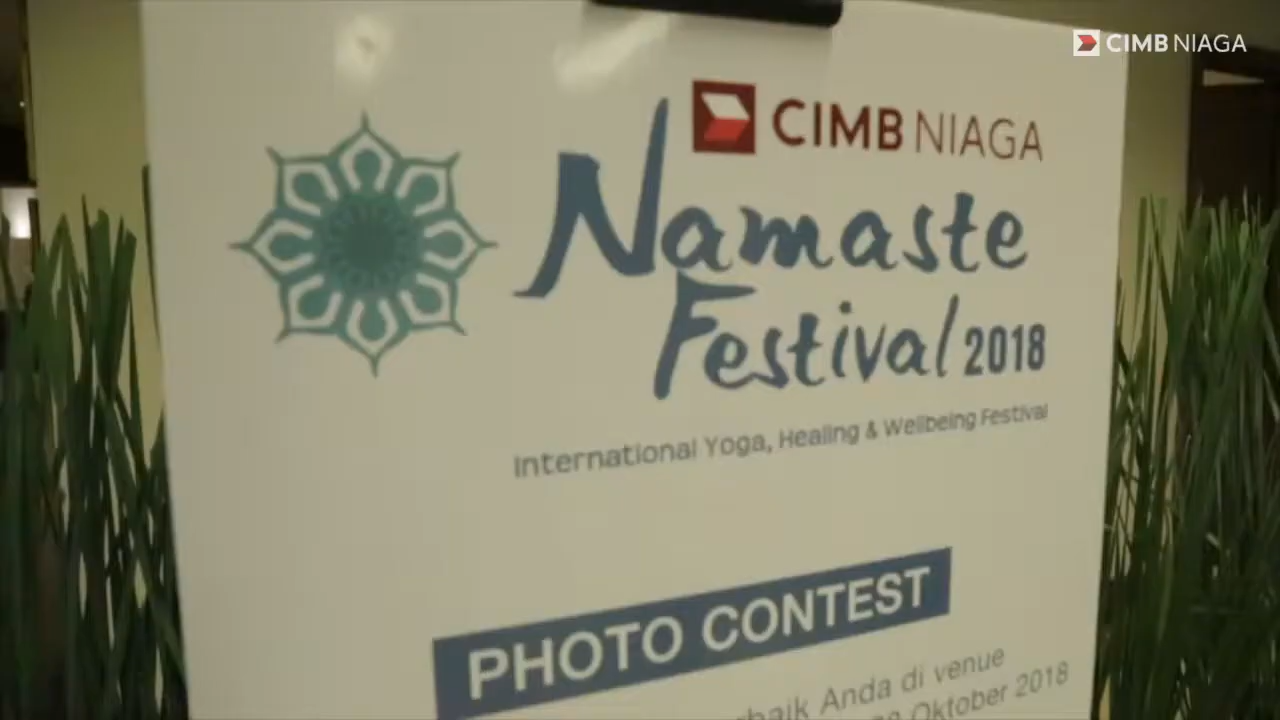 CIMB NIAGA
CIMB NIAGA
Namaste
Festival 2018
International Yoga, Healing & Wellbeing Festival
PHOTO CONTEST
Anda di venue
Oktober 2018